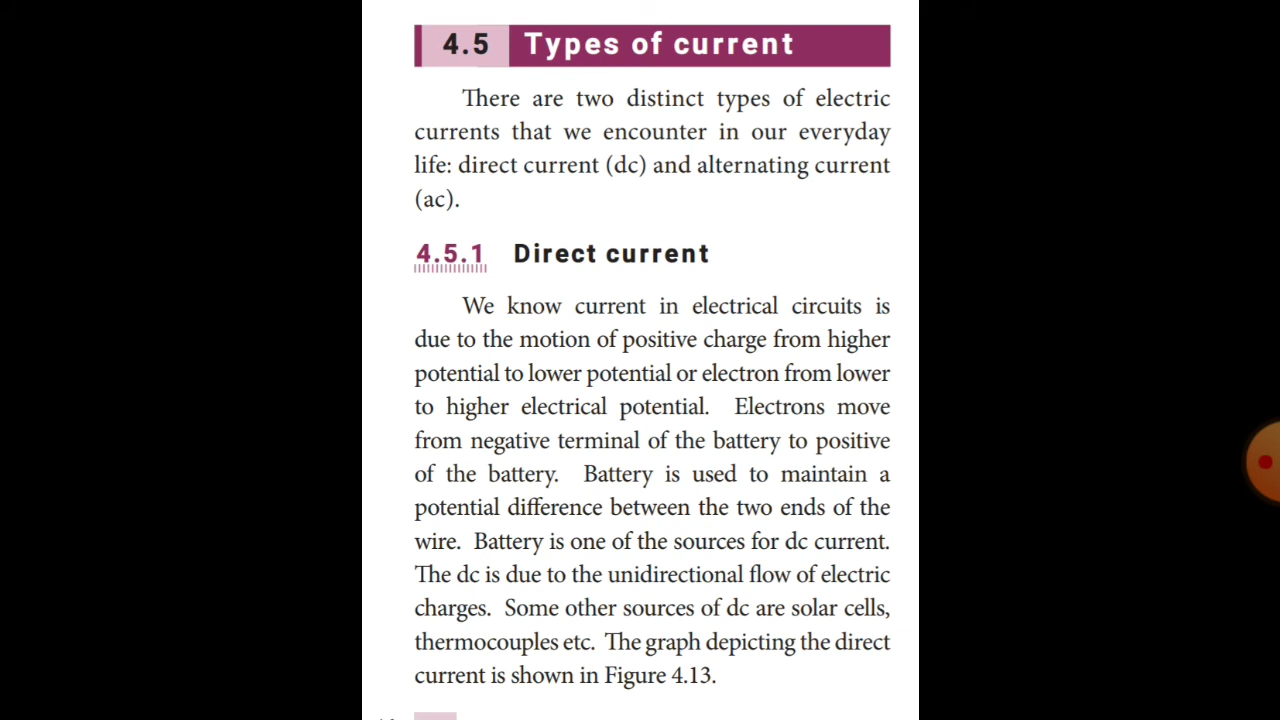 4.5 Types of current
There are two distinct types of electric
currents that we encounter in our everyday
life: direct current (dc) and alternating current
(ac).
4.5.1 Direct current
We know current in electrical circuits is
due to the motion of positive charge from higher
potential to lower potential or electron from lower
to higher electrical potential. Electrons move
from negative terminal of the battery to positive
of the battery. Battery is used to maintain a
potential difference between the two ends of the
wire. Battery is one of the sources for dc current.
The dc is due to the unidirectional flow of electric
charges. Some other sources of dc are solar cells,
thermocouples etc. The graph depicting the direct
current is shown in Figure 4.13.